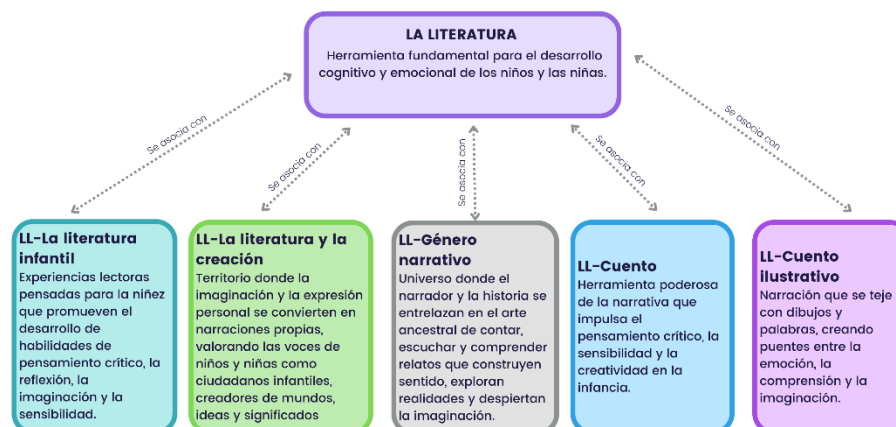 LA LITERATURA
Herramienta fundamental para el desarrollo
cognitivo y emocional de los niños y las niñas.
Se asocia con
Se asocia con
Se asocia con
Se asocia con
Se asocia con
LL-La literatura
infantil
Experiencias lectoras
pensadas para la niñez
que promueven el
desarrollo de
habilidades de
pensamiento crítico, la
reflexión, la
imaginación y la
sensibilidad.
LL-La literatura y la
creación
Territorio donde la
imaginación y la expresión
personal se convierten en
narraciones propias,
valorando las voces de
niños y niñas como
ciudadanos infantiles,
creadores de mundos,
ideas y significados
LL-Género
narrativo
Universo donde el
narrador y la historia se
entrelazan en el arte
ancestral de contar,
escuchar y comprender
relatos que construyen
sentido, exploran
realidades y despiertan
la imaginación.
LL-Cuento
Herramienta poderosa
de la narrativa que
impulsa el
pensamiento crítico, la
sensibilidad y la
creatividad en la
infancia.
LL-Cuento
ilustrativo
Narración que se teje
con dibujos y
palabras, creando
puentes entre la
emoción, la
comprensión y la
imaginación.